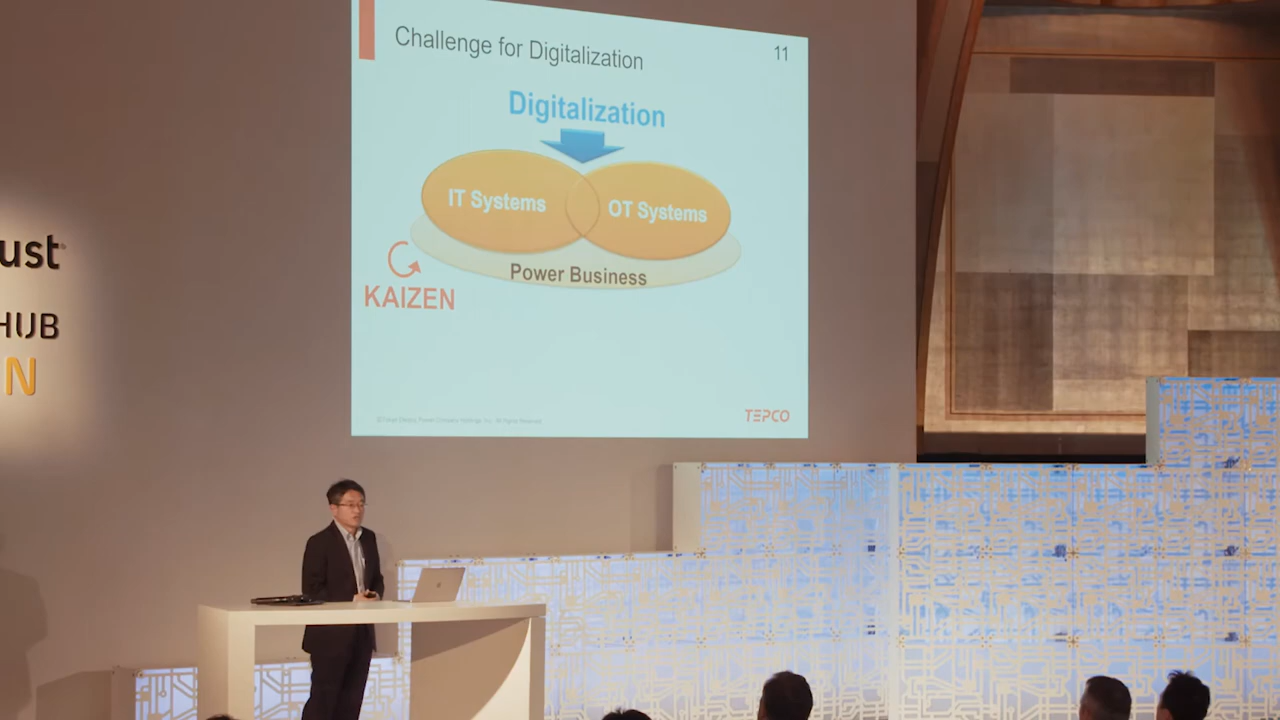 Challenge for Digitalization
11
Digitalization
IT Systems
OT Systems
Power Business
KAIZEN
TEPCO
ust
HUB
N